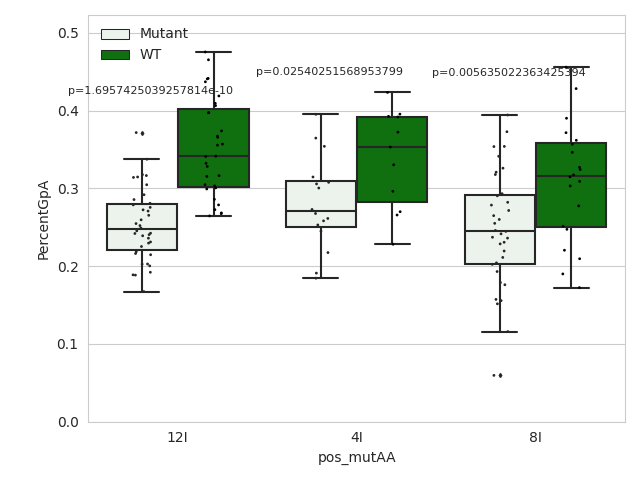 0.5
Mutant
WT
p=0.02540251568953799
p=0.005635022363425394
p=1.6957425039257814e-10
0.4
0.3
0.2
0.1
0.0
PercentGpA
12I 4I 8I
pos_mutAA